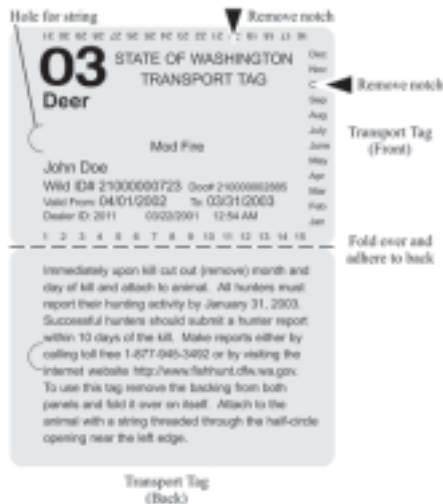 Hole for string
Remove notch
03
STATE OF WASHINGTON
TRANSPORT TAG
Deer
Dec
Nov
Remove notch
Sep
Aug
July
June
May
Apr
Mar
Feb
Jan
Transport Tag
(Front)
Mod Fire
John Doe
Wild ID# 21000000723 Doc# 21000002885
Valid From: 04/01/2002 To: 03/31/2003
Dealer ID: 2011 03/22/2001 12:54 AM
1 2 3 4 5 6 7 8 9 10 11 12 13 14 15
Fold over and
adhere to back
Immediately upon kill cut out (remove) month and
day of kill and attach to animal. All hunters must
report their hunting activity by January 31, 2003.
Successful hunters should submit a hunter report
within 10 days of the kill. Make reports either by
calling toll free 1-877-945-3492 or by visiting the
internet website http://www.fishhunt.dfw.wa.gov.
To use this tag remove the backing from both
panels and fold it over on itself. Attach to the
animal with a string threaded through the half-circle
opening near the left edge.
Transport Tag
(Back)